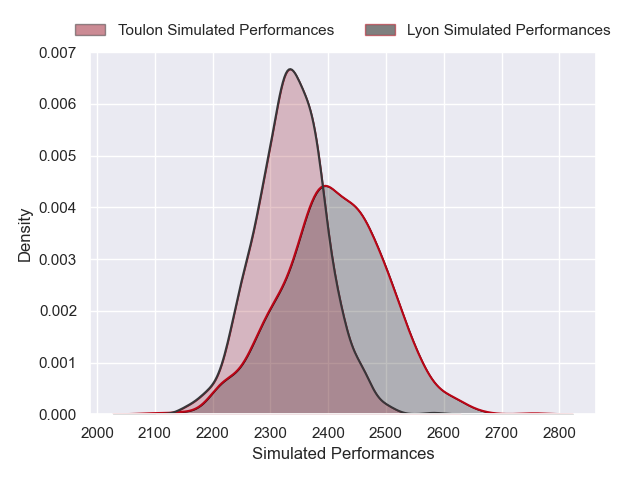 Toulon Simulated Performances
Lyon Simulated Performances
0.007
0.006
0.005
0.004
0.003
0.002
0.001
0.000
Density
2000 2100 2200 2300 2400 2500 2600 2700 2800
Simulated Performances